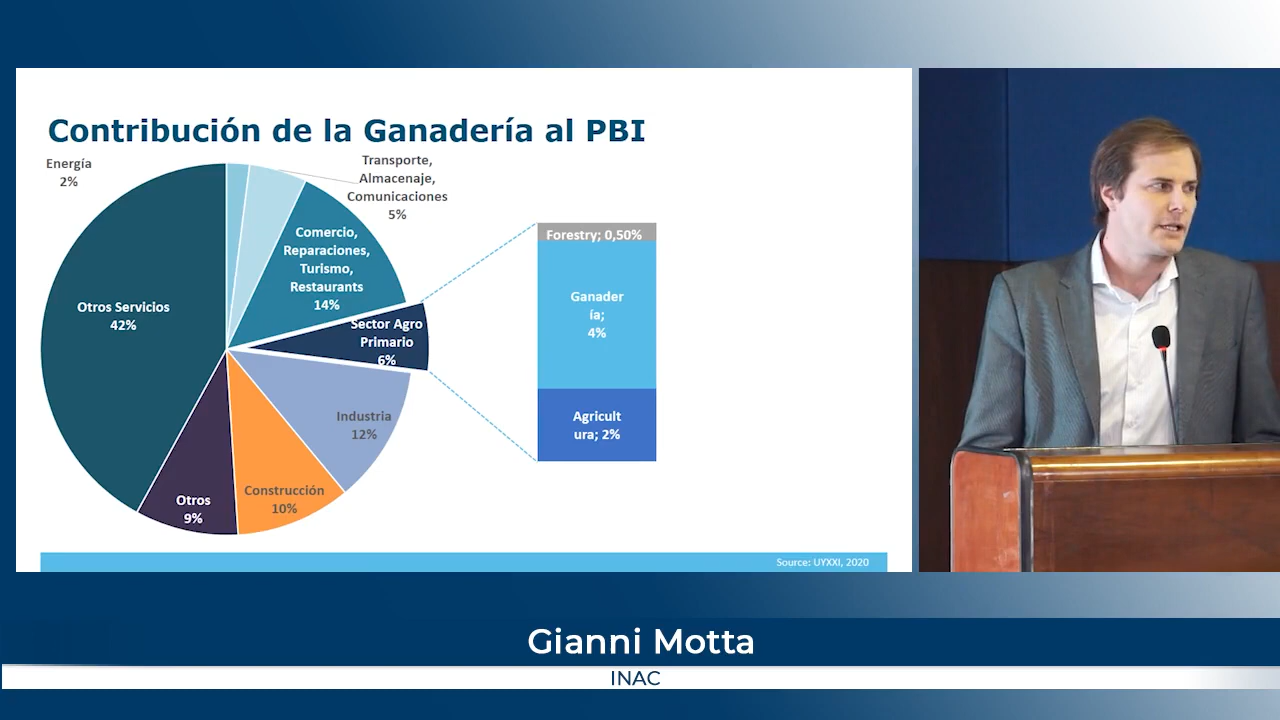 Contribución de la Ganadería al PBI
Energía
2%
Transporte,
Almacenaje,
Comunicaciones
5%
Comercio,
Reparaciones,
Turismo,
Restaurants
14%
Otros Servicios
42%
Sector Agro
Primario
6%
Industria
12%
Construcción
10%
Otros
9%
Forestry; 0,50%
Ganader
ía;
4%
Agricult
ura; 2%
Source: UYXXI, 2020
Gianni Motta
INAC